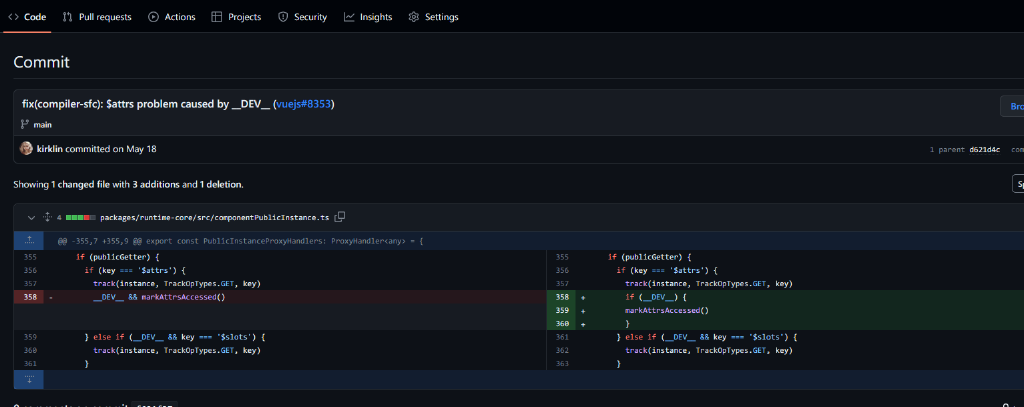 Code Pull requests Actions Projects Security Insights Settings
Commit
fix(compiler-sfc): $attrs problem caused by __DEV__ (vuejs#8353)
main
kirklin committed on May 18
1 parent d621d4c
Showing 1 changed file with 3 additions and 1 deletion.
4 packages/runtime-core/src/componentPublicInstance.ts
@@ -355,7 +355,9 @@ export const PublicInstanceProxyHandlers: ProxyHandler<any> = {
355 if (publicGetter) {
356 if (key === '$attrs') {
357 track(instance, TrackOpTypes.GET, key)
358 - __DEV__ && markAttrsAccessed()
359 } else if (__DEV__ && key === '$slots') {
360 track(instance, TrackOpTypes.GET, key)
361 }
355 if (publicGetter) {
356 if (key === '$attrs') {
357 track(instance, TrackOpTypes.GET, key)
358 + if (__DEV__) {
359 + markAttrsAccessed()
360 + }
361 } else if (__DEV__ && key === '$slots') {
362 track(instance, TrackOpTypes.GET, key)
363 }